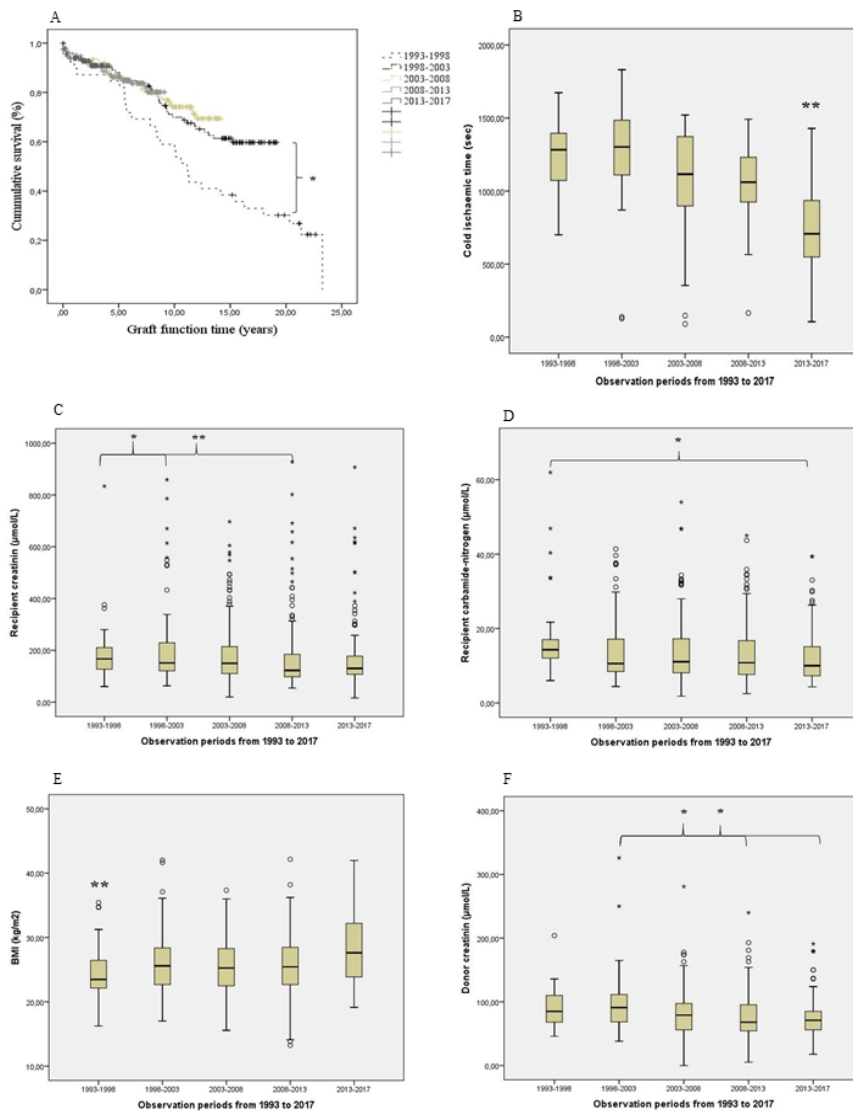 A
1,0
0,8
0,6
0,4
0,2
0,0
Cummulative survival (%)
*
,00 5,00 10,00 15,00 20,00 25,00
Graft function time (years)
1993-1998
1998-2003
2003-2008
2008-2013
2013-2017
B
2000,00
1500,00
1000,00
500,00
0,00
Cold ischaemic time (sec)
**
1993-1998 1998-2003 2003-2008 2008-2013 2013-2017
Observation periods from 1993 to 2017
C
1000,00
800,00
600,00
400,00
200,00
,00
Recipient creatinin (µmol/L)
* **
1993-1998 1998-2003 2003-2008 2008-2013 2013-2017
Observation periods from 1993 to 2017
D
60,00
40,00
20,00
,00
Recipient carbamide-nitrogen (µmol/L)
*
1993-1998 1998-2003 2003-2008 2008-2013 2013-2017
Observation periods from 1993 to 2017
E
50,00
40,00
30,00
20,00
10,00
BMI (kg/m2)
**
1993-1998 1998-2003 2003-2008 2008-2013 2013-2017
Observation periods from 1993 to 2017
F
400,00
300,00
200,00
100,00
0,00
Donor creatinin (µmol/L)
* *
1993-1998 1998-2003 2003-2008 2008-2013 2013-2017
Observation periods from 1993 to 2017